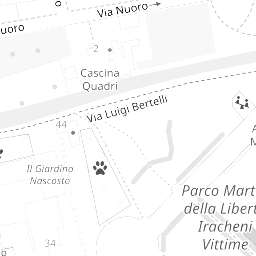 Via Nuoro
uoro
2
Cascina
Quadri
Via Luigi Bertelli
44
Il Giardino
Nascosto
A
M
Parco Mart
della Libert
Iracheni
Vittime
34